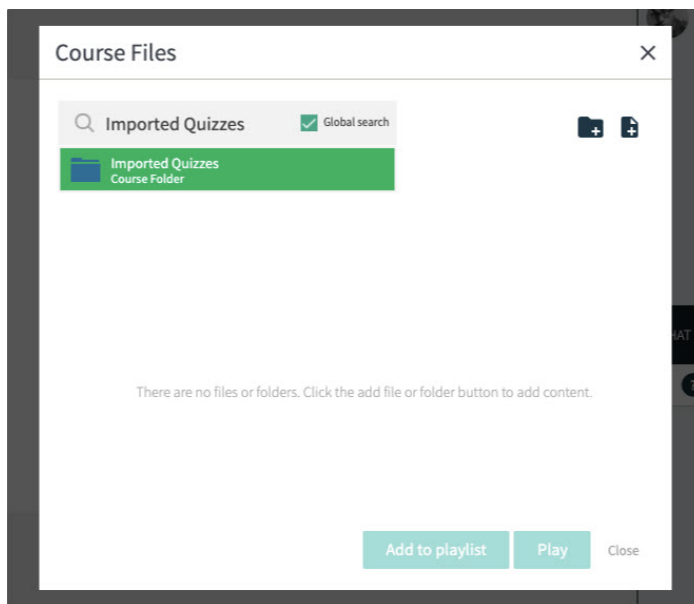 Course Files
Imported Quizzes
Global search
Imported Quizzes
Course Folder
HAT
There are no files or folders. Click the add file or folder button to add content.
Add to playlist
Play
Close